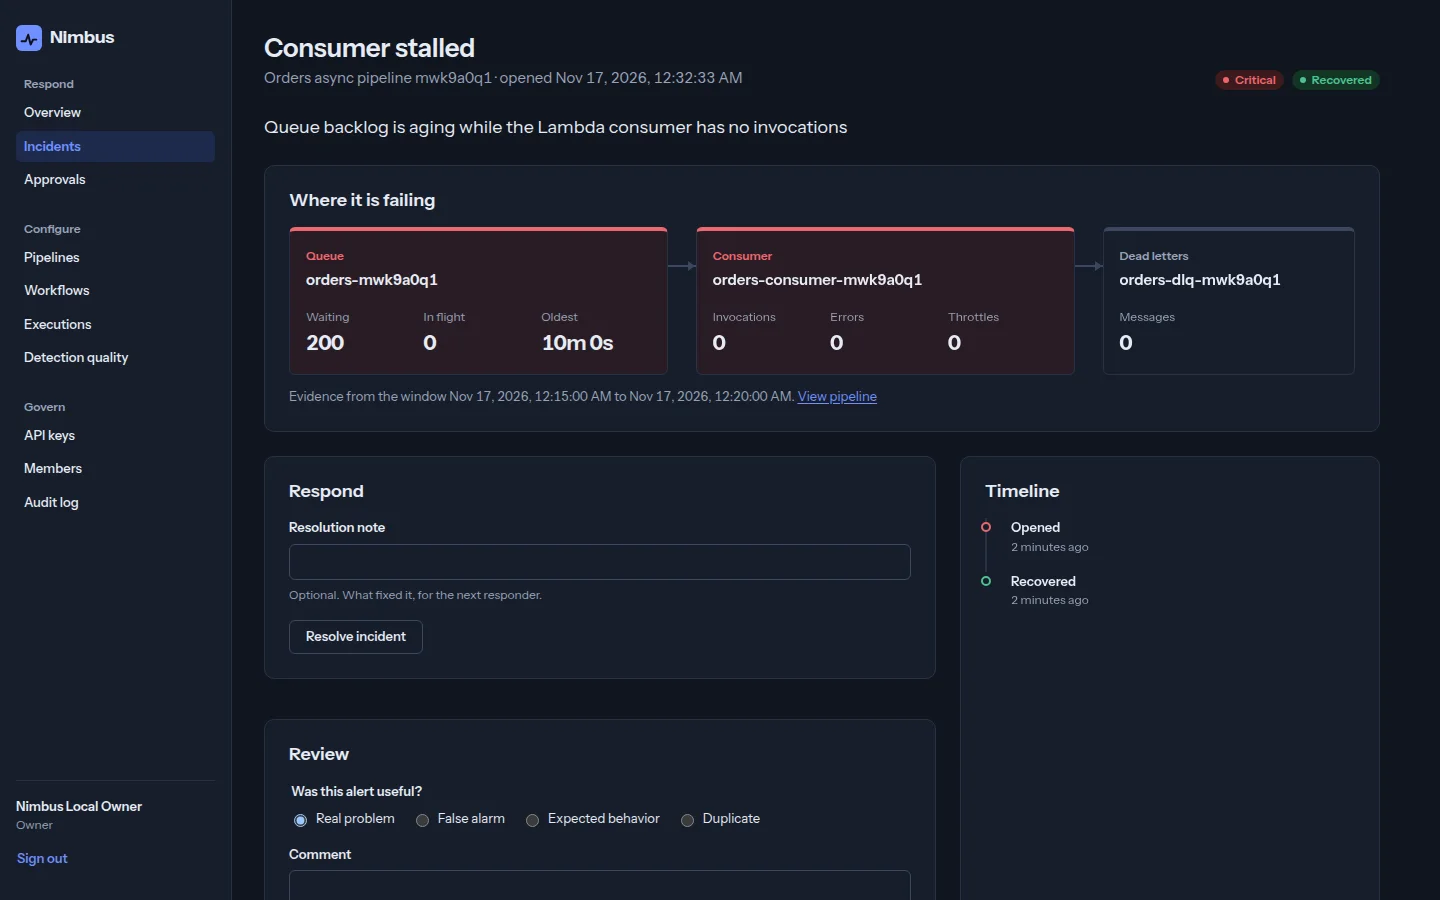 NImbus
Respond
Overview
Incidents
Approvals
Configure
Pipelines
Workflows
Executions
Detection quality
Govern
API keys
Members
Audit log
Nimbus Local Owner
Owner
Sign out
Consumer stalled
Orders async pipeline mwk9a0q1 · opened Nov 17, 2026, 12:32:33 AM
Critical
Recovered
Queue backlog is aging while the Lambda consumer has no invocations
Where it is failing
Queue
orders-mwk9a0q1
Waiting In flight Oldest
200 0 10m 0s
Consumer
orders-consumer-mwk9a0q1
Invocations Errors Throttles
0 0 0
Dead letters
orders-dlq-mwk9a0q1
Messages
0
Evidence from the window Nov 17, 2026, 12:15:00 AM to Nov 17, 2026, 12:20:00 AM. View pipeline
Respond
Resolution note
Optional. What fixed it, for the next responder.
Resolve incident
Review
Was this alert useful?
Real problem False alarm Expected behavior Duplicate
Comment
Timeline
Opened
2 minutes ago
Recovered
2 minutes ago